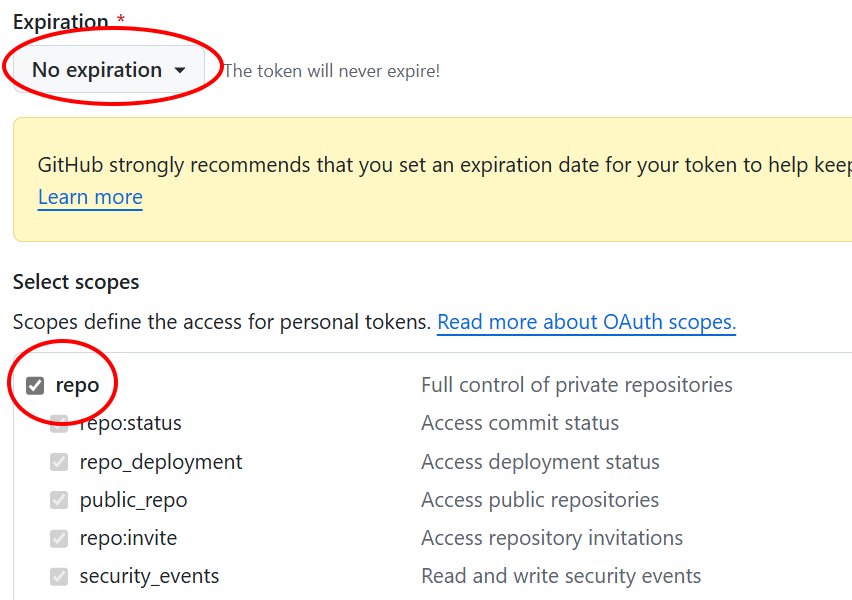 Expiration *
No expiration The token will never expire!
GitHub strongly recommends that you set an expiration date for your token to help keep
Learn more
Select scopes
Scopes define the access for personal tokens. Read more about OAuth scopes.
repo Full control of private repositories
repo:status Access commit status
repo_deployment Access deployment status
public_repo Access public repositories
repo:invite Access repository invitations
security_events Read and write security events